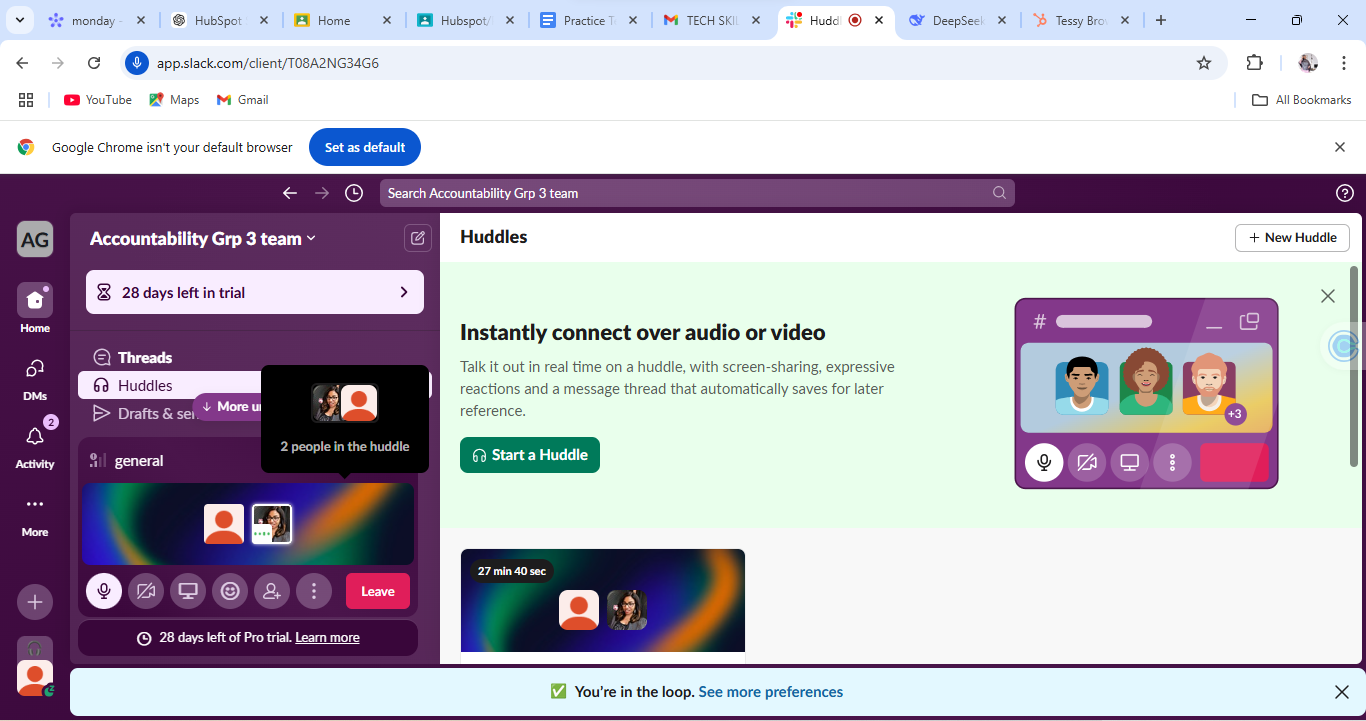 monday
HubSpot
Home
Hubspot/
Practice T
TECH SKIL
Huddl
DeepSeek
Tessy Bro
app.slack.com/client/T08A2NG34G6
YouTube
Maps
Gmail
All Bookmarks
Google Chrome isn't your default browser
Set as default
Search Accountability Grp 3 team
AG
Accountability Grp 3 team
Huddles
+ New Huddle
28 days left in trial
Home
Threads
Huddles
Drafts & se
More u
DMs
2
Activity
More
2 people in the huddle
general
Leave
28 days left of Pro trial. Learn more
Instantly connect over audio or video
Talk it out in real time on a huddle, with screen-sharing, expressive
reactions and a message thread that automatically saves for later
reference.
Start a Huddle
#
+3
27 min 40 sec
You're in the loop. See more preferences